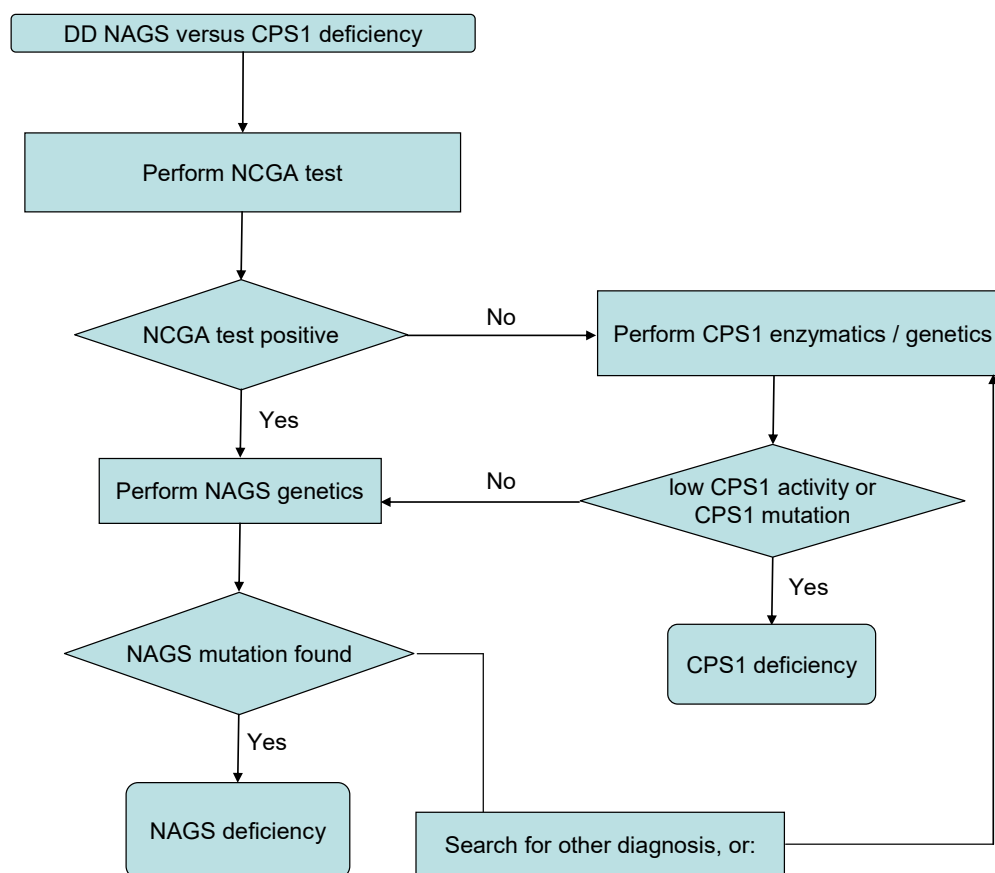 DD NAGS versus CPS1 deficiency
Perform NCGA test
NCGA test positive
No
Perform CPS1 enzymatics / genetics
Yes
Perform NAGS genetics
No
low CPS1 activity or
CPS1 mutation
Yes
NAGS mutation found
CPS1 deficiency
Yes
NAGS deficiency
Search for other diagnosis, or: